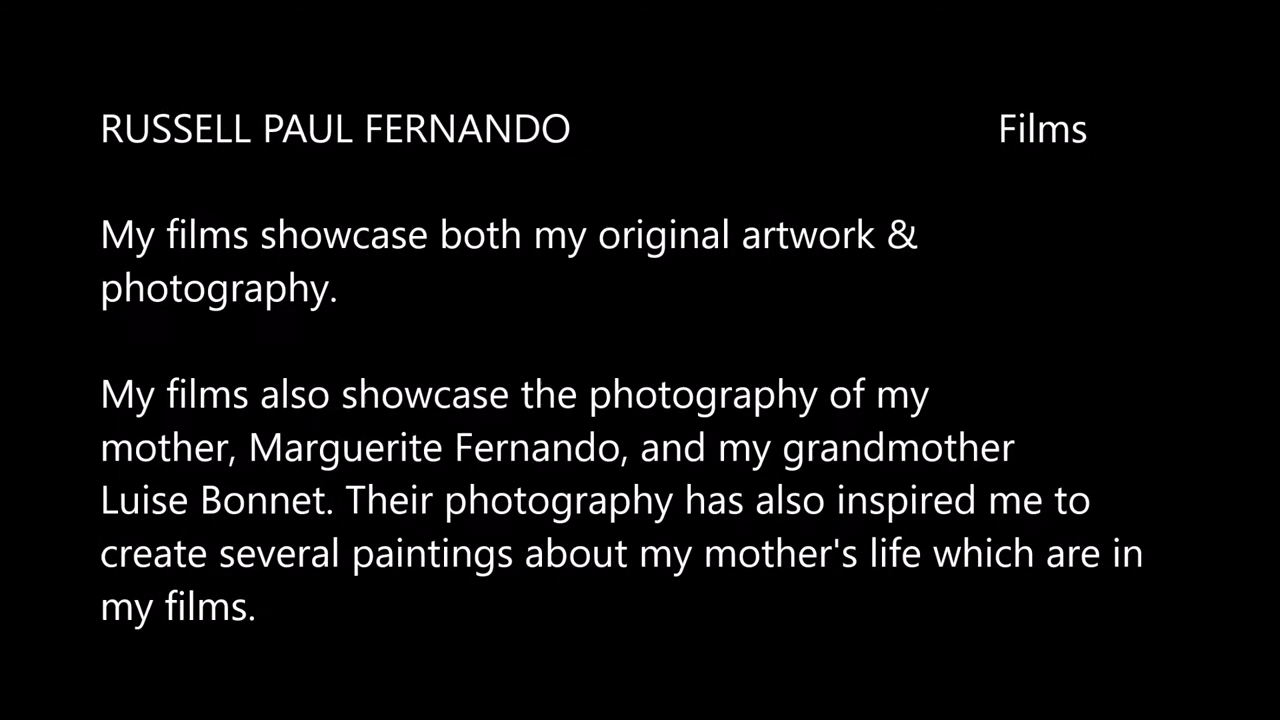 RUSSELL PAUL FERNANDO Films
My films showcase both my original artwork &
photography.
My films also showcase the photography of my
mother, Marguerite Fernando, and my grandmother
Luise Bonnet. Their photography has also inspired me to
create several paintings about my mother's life which are in
my films.